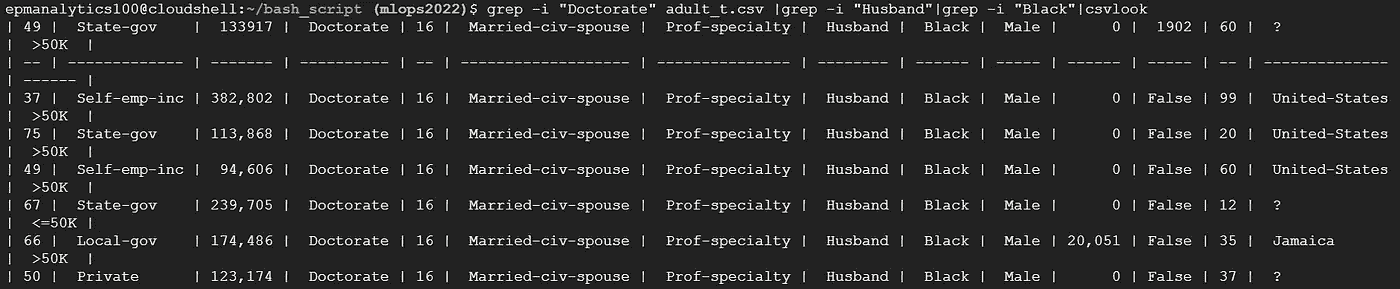 epmanalytics100@cloudshell:~/bash_script (mlops2022)$ grep -i "Doctorate" adult_t.csv |grep -i "Husband"|grep -i "Black"|csvlook
| 49 |  State-gov    |  133917 |  Doctorate | 16 |  Married-civ-spouse |  Prof-specialty |  Husband |  Black |  Male |      0 |  1902 | 60 |  ?
|  >50K  |
| -- | ------------- | ------- | ---------- | -- | ------------------- | --------------- | -------- | ------ | ----- | ------ | ----- | -- | --------------
| ------ |
| 37 |  Self-emp-inc | 382,802 |  Doctorate | 16 |  Married-civ-spouse |  Prof-specialty |  Husband |  Black |  Male |      0 | False | 99 |  United-States
|  >50K  |
| 75 |  State-gov    | 113,868 |  Doctorate | 16 |  Married-civ-spouse |  Prof-specialty |  Husband |  Black |  Male |      0 | False | 20 |  United-States
|  >50K  |
| 49 |  Self-emp-inc |  94,606 |  Doctorate | 16 |  Married-civ-spouse |  Prof-specialty |  Husband |  Black |  Male |      0 | False | 60 |  United-States
|  >50K  |
| 67 |  State-gov    | 239,705 |  Doctorate | 16 |  Married-civ-spouse |  Prof-specialty |  Husband |  Black |  Male |      0 | False | 12 |  ?
|  <=50K |
| 66 |  Local-gov    | 174,486 |  Doctorate | 16 |  Married-civ-spouse |  Prof-specialty |  Husband |  Black |  Male | 20,051 | False | 35 |  Jamaica
|  >50K  |
| 50 |  Private      | 123,174 |  Doctorate | 16 |  Married-civ-spouse |  Prof-specialty |  Husband |  Black |  Male |      0 | False | 37 |  ?